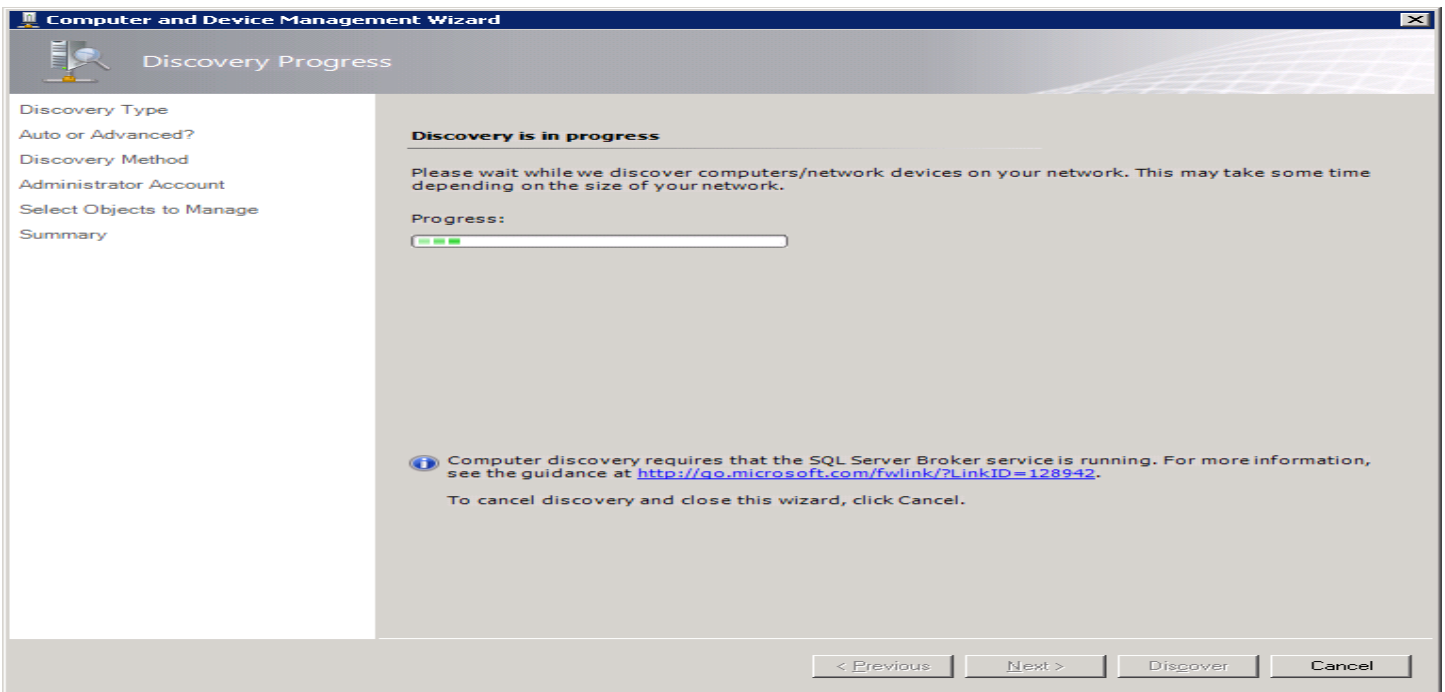 Computer and Device Management Wizard
Discovery Progress
Discovery Type
Auto or Advanced?
Discovery Method
Administrator Account
Select Objects to Manage
Summary
Discovery is in progress
Please wait while we discover computers/network devices on your network. This may take some time
depending on the size of your network.
Progress:
Computer discovery requires that the SQL Server Broker service is running. For more information,
see the guidance at http://go.microsoft.com/fwlink/?LinkID=128942.
To cancel discovery and close this wizard, click Cancel.
< Previous
Next >
Discover
Cancel